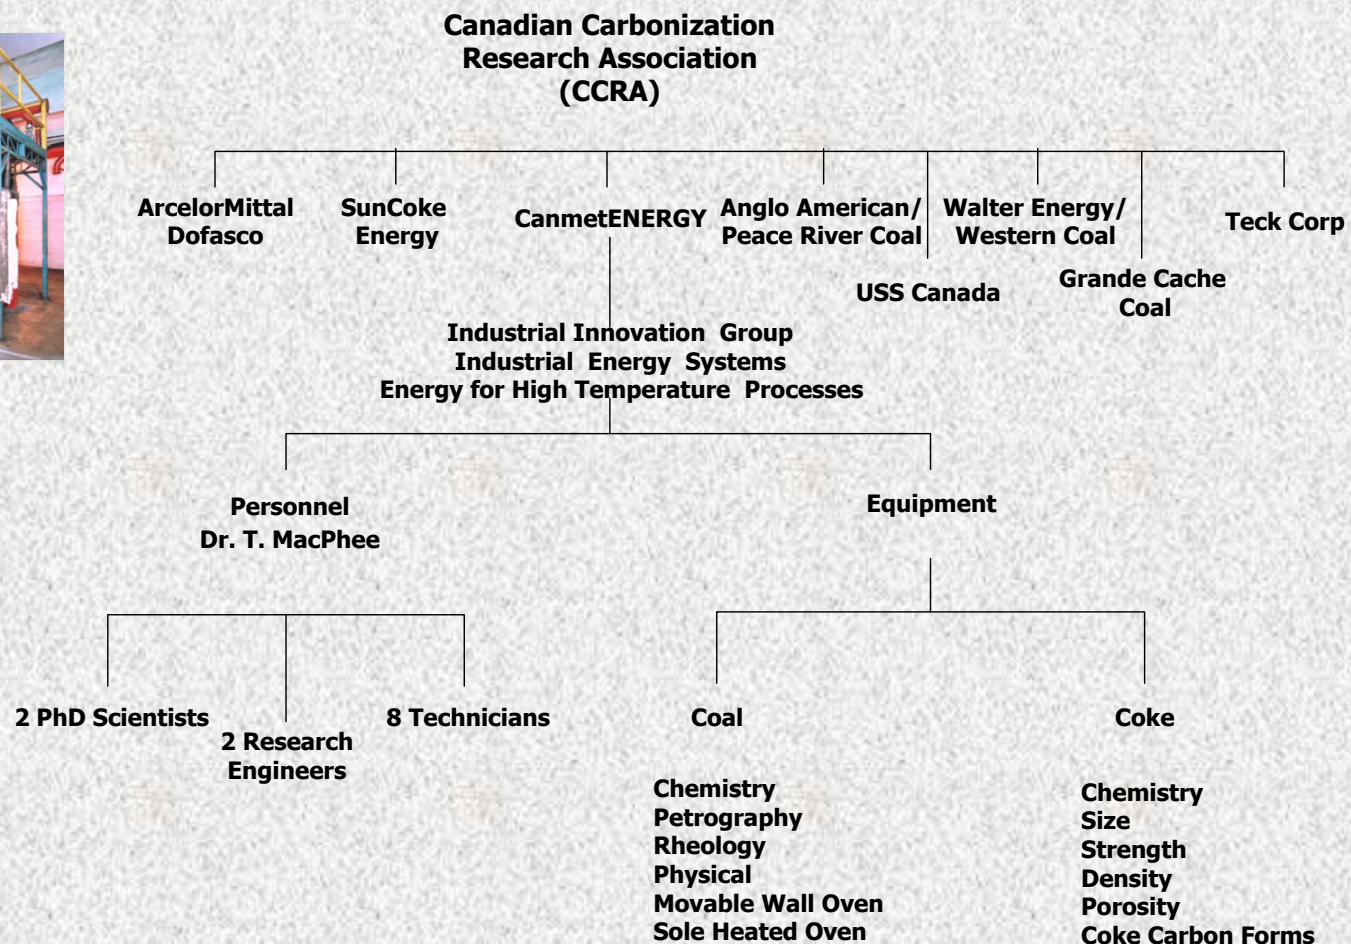 Canadian Carbonization
Research Association
(CCRA)
ArcelorMittal
Dofasco
SunCoke
Energy
CanmetENERGY
Anglo American/
Peace River Coal
USS Canada
Walter Energy/
Western Coal
Grande Cache
Coal
Teck Corp
Industrial Innovation Group
Industrial Energy Systems
Energy for High Temperature Processes
Personnel
Dr. T. MacPhee
Equipment
2 PhD Scientists
2 Research
Engineers
8 Technicians
Coal
Chemistry
Petrography
Rheology
Physical
Movable Wall Oven
Sole Heated Oven
Coke
Chemistry
Size
Strength
Density
Porosity
Coke Carbon Forms